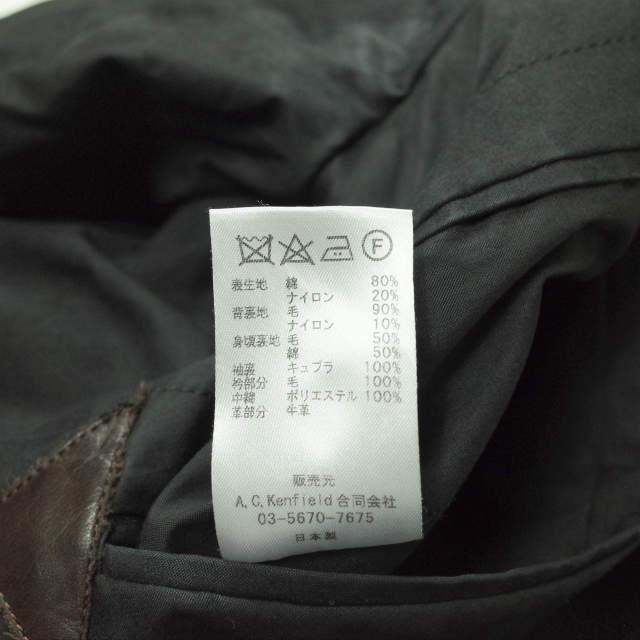 F
表生地 綿 80%
ナイロン 20%
背裏地 毛 90%
ナイロン 10%
身頃裏地 毛 50%
綿 50%
袖裏 キュプラ 100%
衿部分 毛 100%
中綿 ポリエステル 100%
革部分 牛革
販売元
A.C.Kenfield合同会社
03-5670-7675
日本製